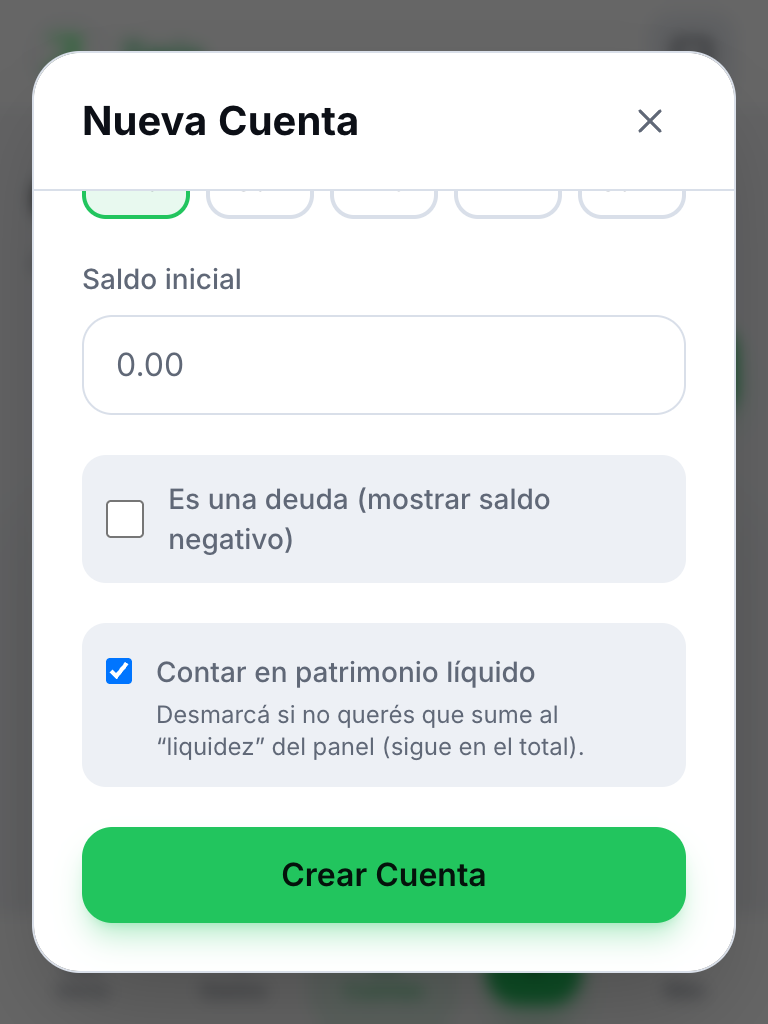 Nueva Cuenta
Saldo inicial
0.00
Es una deuda (mostrar saldo
negativo)
Contar en patrimonio líquido
Desmarcá si no querés que sume al
“liquidez” del panel (sigue en el total).
Crear Cuenta